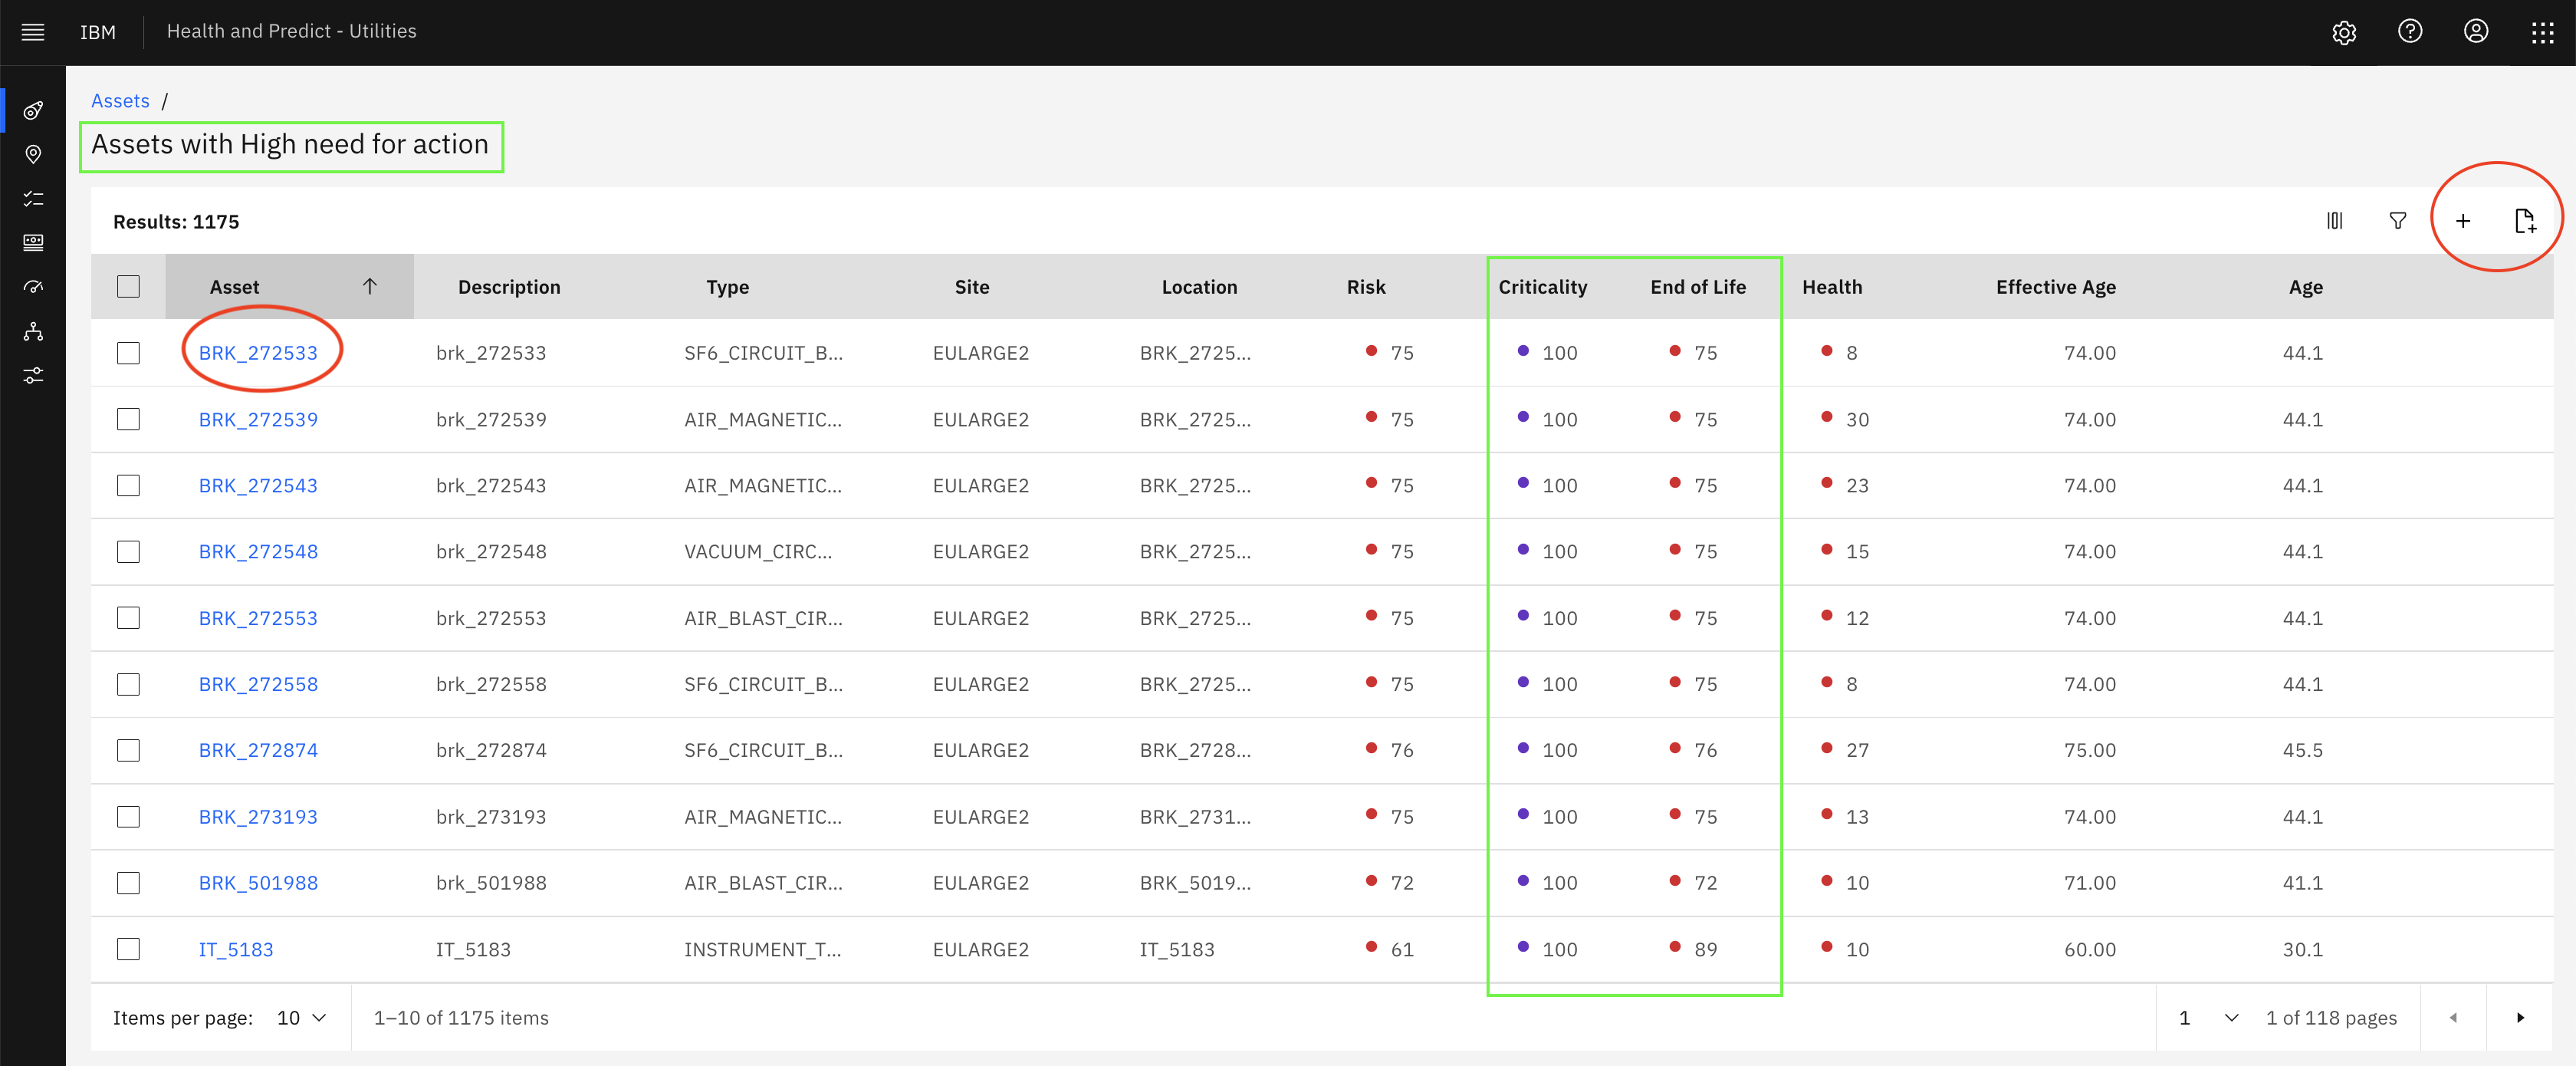 IBM Health and Predict - Utilities
Assets /
Assets with High need for action
Results: 1175
Asset Description Type Site Location Risk Criticality End of Life Health Effective Age Age
BRK_272533 brk_272533 SF6_CIRCUIT_B... EULARGE2 BRK_2725... 75 100 75 8 74.00 44.1
BRK_272539 brk_272539 AIR_MAGNETIC... EULARGE2 BRK_2725... 75 100 75 30 74.00 44.1
BRK_272543 brk_272543 AIR_MAGNETIC... EULARGE2 BRK_2725... 75 100 75 23 74.00 44.1
BRK_272548 brk_272548 VACUUM_CIRC... EULARGE2 BRK_2725... 75 100 75 15 74.00 44.1
BRK_272553 brk_272553 AIR_BLAST_CIR... EULARGE2 BRK_2725... 75 100 75 12 74.00 44.1
BRK_272558 brk_272558 SF6_CIRCUIT_B... EULARGE2 BRK_2725... 75 100 75 8 74.00 44.1
BRK_272874 brk_272874 SF6_CIRCUIT_B... EULARGE2 BRK_2728... 76 100 76 27 75.00 45.5
BRK_273193 brk_273193 AIR_MAGNETIC... EULARGE2 BRK_2731... 75 100 75 13 74.00 44.1
BRK_501988 brk_501988 AIR_BLAST_CIR... EULARGE2 BRK_5019... 72 100 72 10 71.00 41.1
IT_5183 IT_5183 INSTRUMENT_T... EULARGE2 IT_5183 61 100 89 10 60.00 30.1
Items per page: 10 1–10 of 1175 items 1 1 of 118 pages